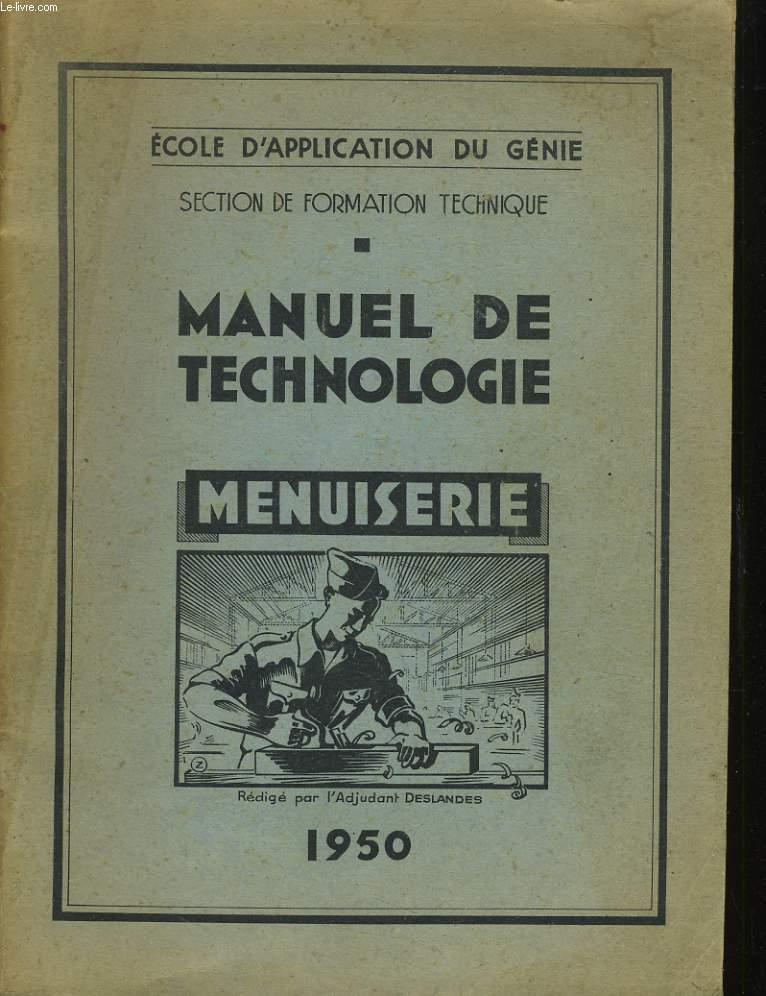 Le-livre.com
ÉCOLE D'APPLICATION DU GÉNIE
SECTION DE FORMATION TECHNIQUE
MANUEL DE
TECHNOLOGIE
MENUISERIE
Z
Rédigé par l'Adjudant DESLANDES
1950